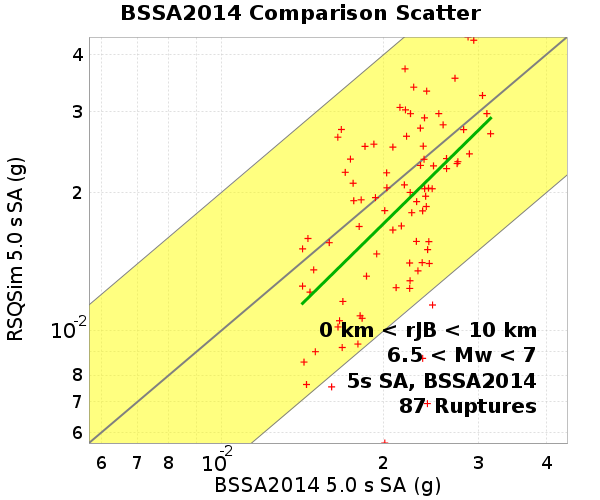 BSSA2014 Comparison Scatter
RSQSim 5.0 s SA (g)
4
3
2
10-2
8
7
6
0 km < rJB < 10 km
6.5 < Mw < 7
5s SA, BSSA2014
87 Ruptures
6 7 8 10-2 2 3 4
BSSA2014 5.0 s SA (g)